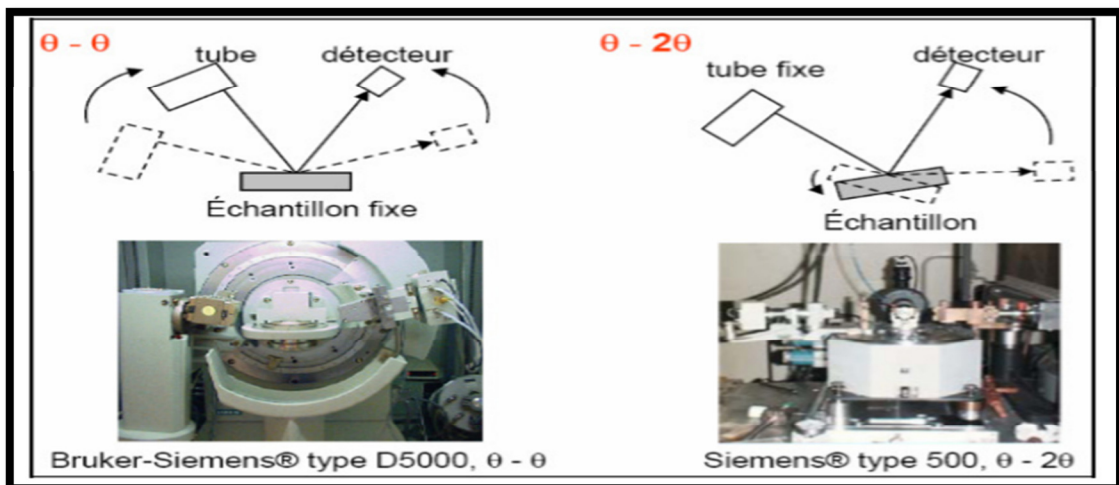 θ - θ
tube
détecteur
Échantillon fixe
Bruker-Siemens® type D5000, θ - θ
θ - 2θ
tube fixe
détecteur
Échantillon
Siemens® type 500, θ - 2θ